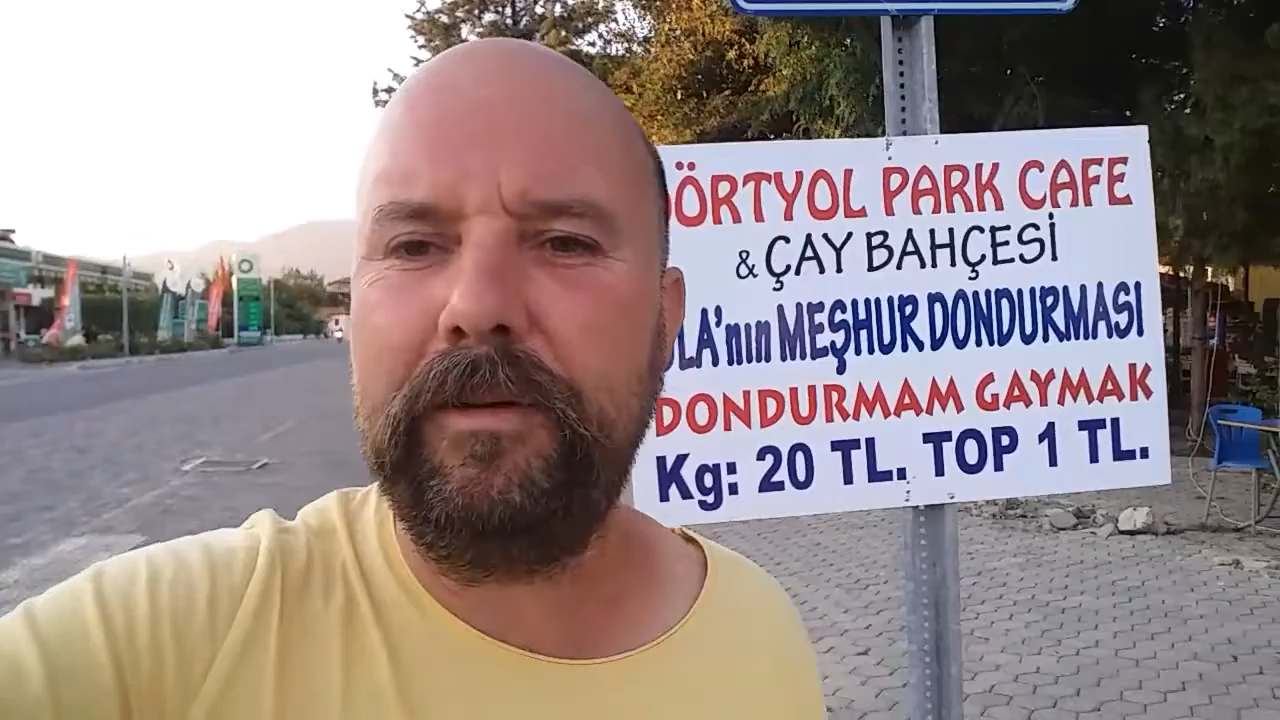 ÖRTYOL PARK CAFE
& ÇAY BAHÇESİ
LA'nın MEŞHUR DONDURMASI
DONDURMAM GAYMAK
Kg: 20 TL. TOP 1 TL.